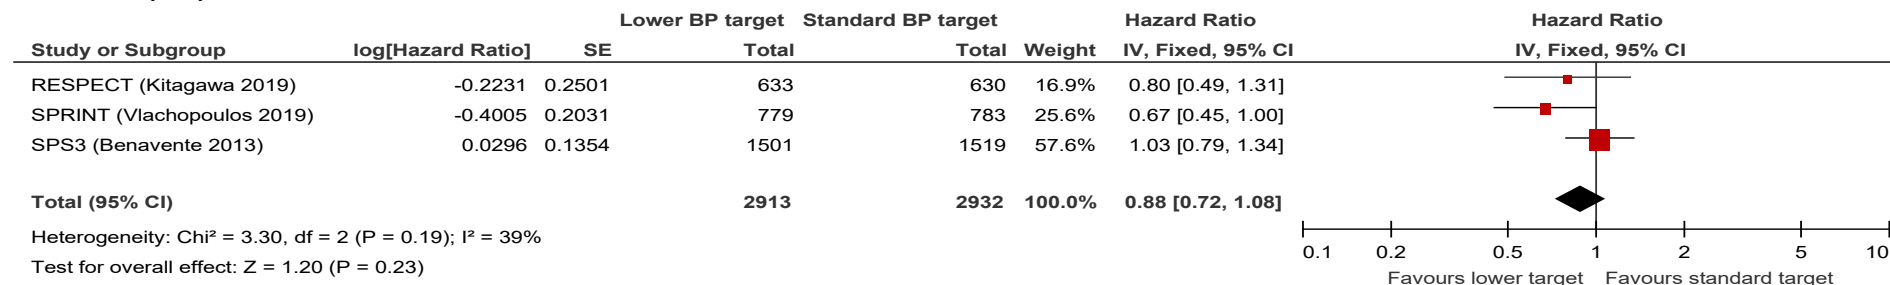 Lower BP target Standard BP target Hazard Ratio Hazard Ratio
Study or Subgroup log[Hazard Ratio] SE Total Total Weight IV, Fixed, 95% CI IV, Fixed, 95% CI
RESPECT (Kitagawa 2019) -0.2231 0.2501 633 630 16.9% 0.80 [0.49, 1.31]
SPRINT (Vlachopoulos 2019) -0.4005 0.2031 779 783 25.6% 0.67 [0.45, 1.00]
SPS3 (Benavente 2013) 0.0296 0.1354 1501 1519 57.6% 1.03 [0.79, 1.34]
Total (95% CI) 2913 2932 100.0% 0.88 [0.72, 1.08]
Heterogeneity: Chi² = 3.30, df = 2 (P = 0.19); I² = 39%
Test for overall effect: Z = 1.20 (P = 0.23)
0.1 0.2 0.5 1 2 5 10
Favours lower target Favours standard target